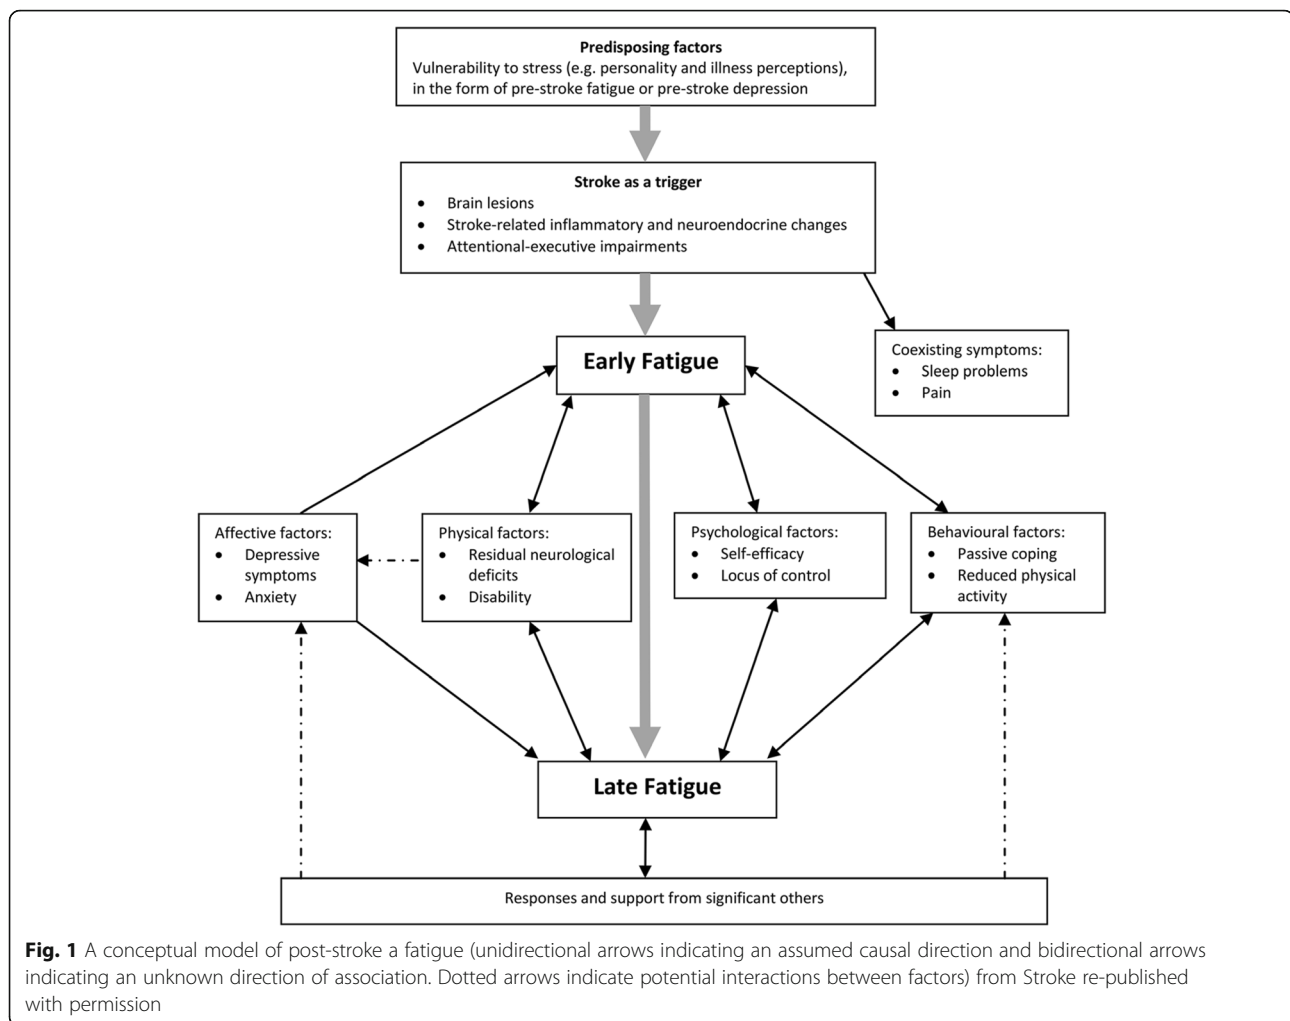 Predisposing factors
Vulnerability to stress (e.g. personality and illness perceptions),
in the form of pre-stroke fatigue or pre-stroke depression
Stroke as a trigger
• Brain lesions
• Stroke-related inflammatory and neuroendocrine changes
• Attentional-executive impairments
Early Fatigue
Coexisting symptoms:
• Sleep problems
• Pain
Affective factors:
• Depressive
symptoms
• Anxiety
Physical factors:
• Residual neurological
deficits
• Disability
Psychological factors:
• Self-efficacy
• Locus of control
Behavioural factors:
• Passive coping
• Reduced physical
activity
Late Fatigue
Responses and support from significant others
Fig. 1 A conceptual model of post-stroke a fatigue (unidirectional arrows indicating an assumed causal direction and bidirectional arrows
indicating an unknown direction of association. Dotted arrows indicate potential interactions between factors) from Stroke re-published
with permission